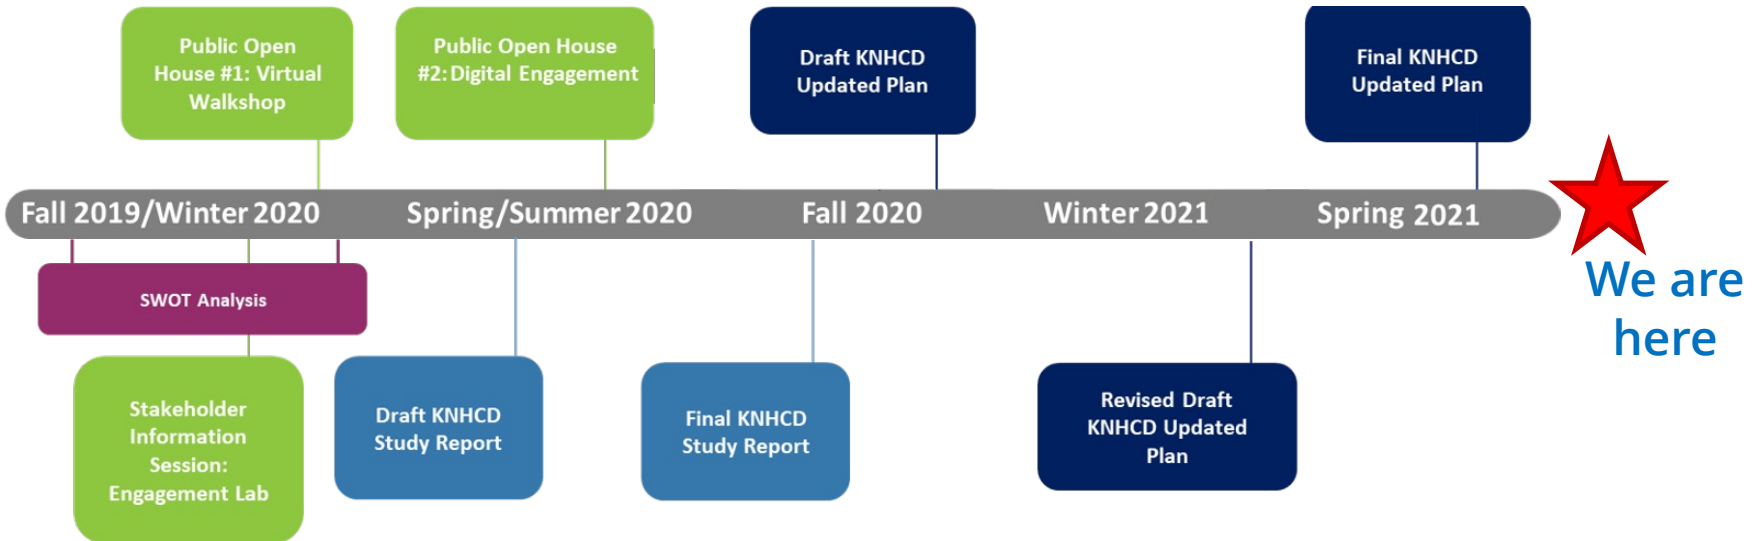 Public Open
House #1: Virtual
Walkshop
Public Open House
#2: Digital Engagement
Draft KNHCD
Updated Plan
Final KNHCD
Updated Plan
Fall 2019/Winter 2020
Spring/Summer 2020
Fall 2020
Winter 2021
Spring 2021
We are
here
SWOT Analysis
Stakeholder
Information
Session:
Engagement Lab
Draft KNHCD
Study Report
Final KNHCD
Study Report
Revised Draft
KNHCD Updated
Plan